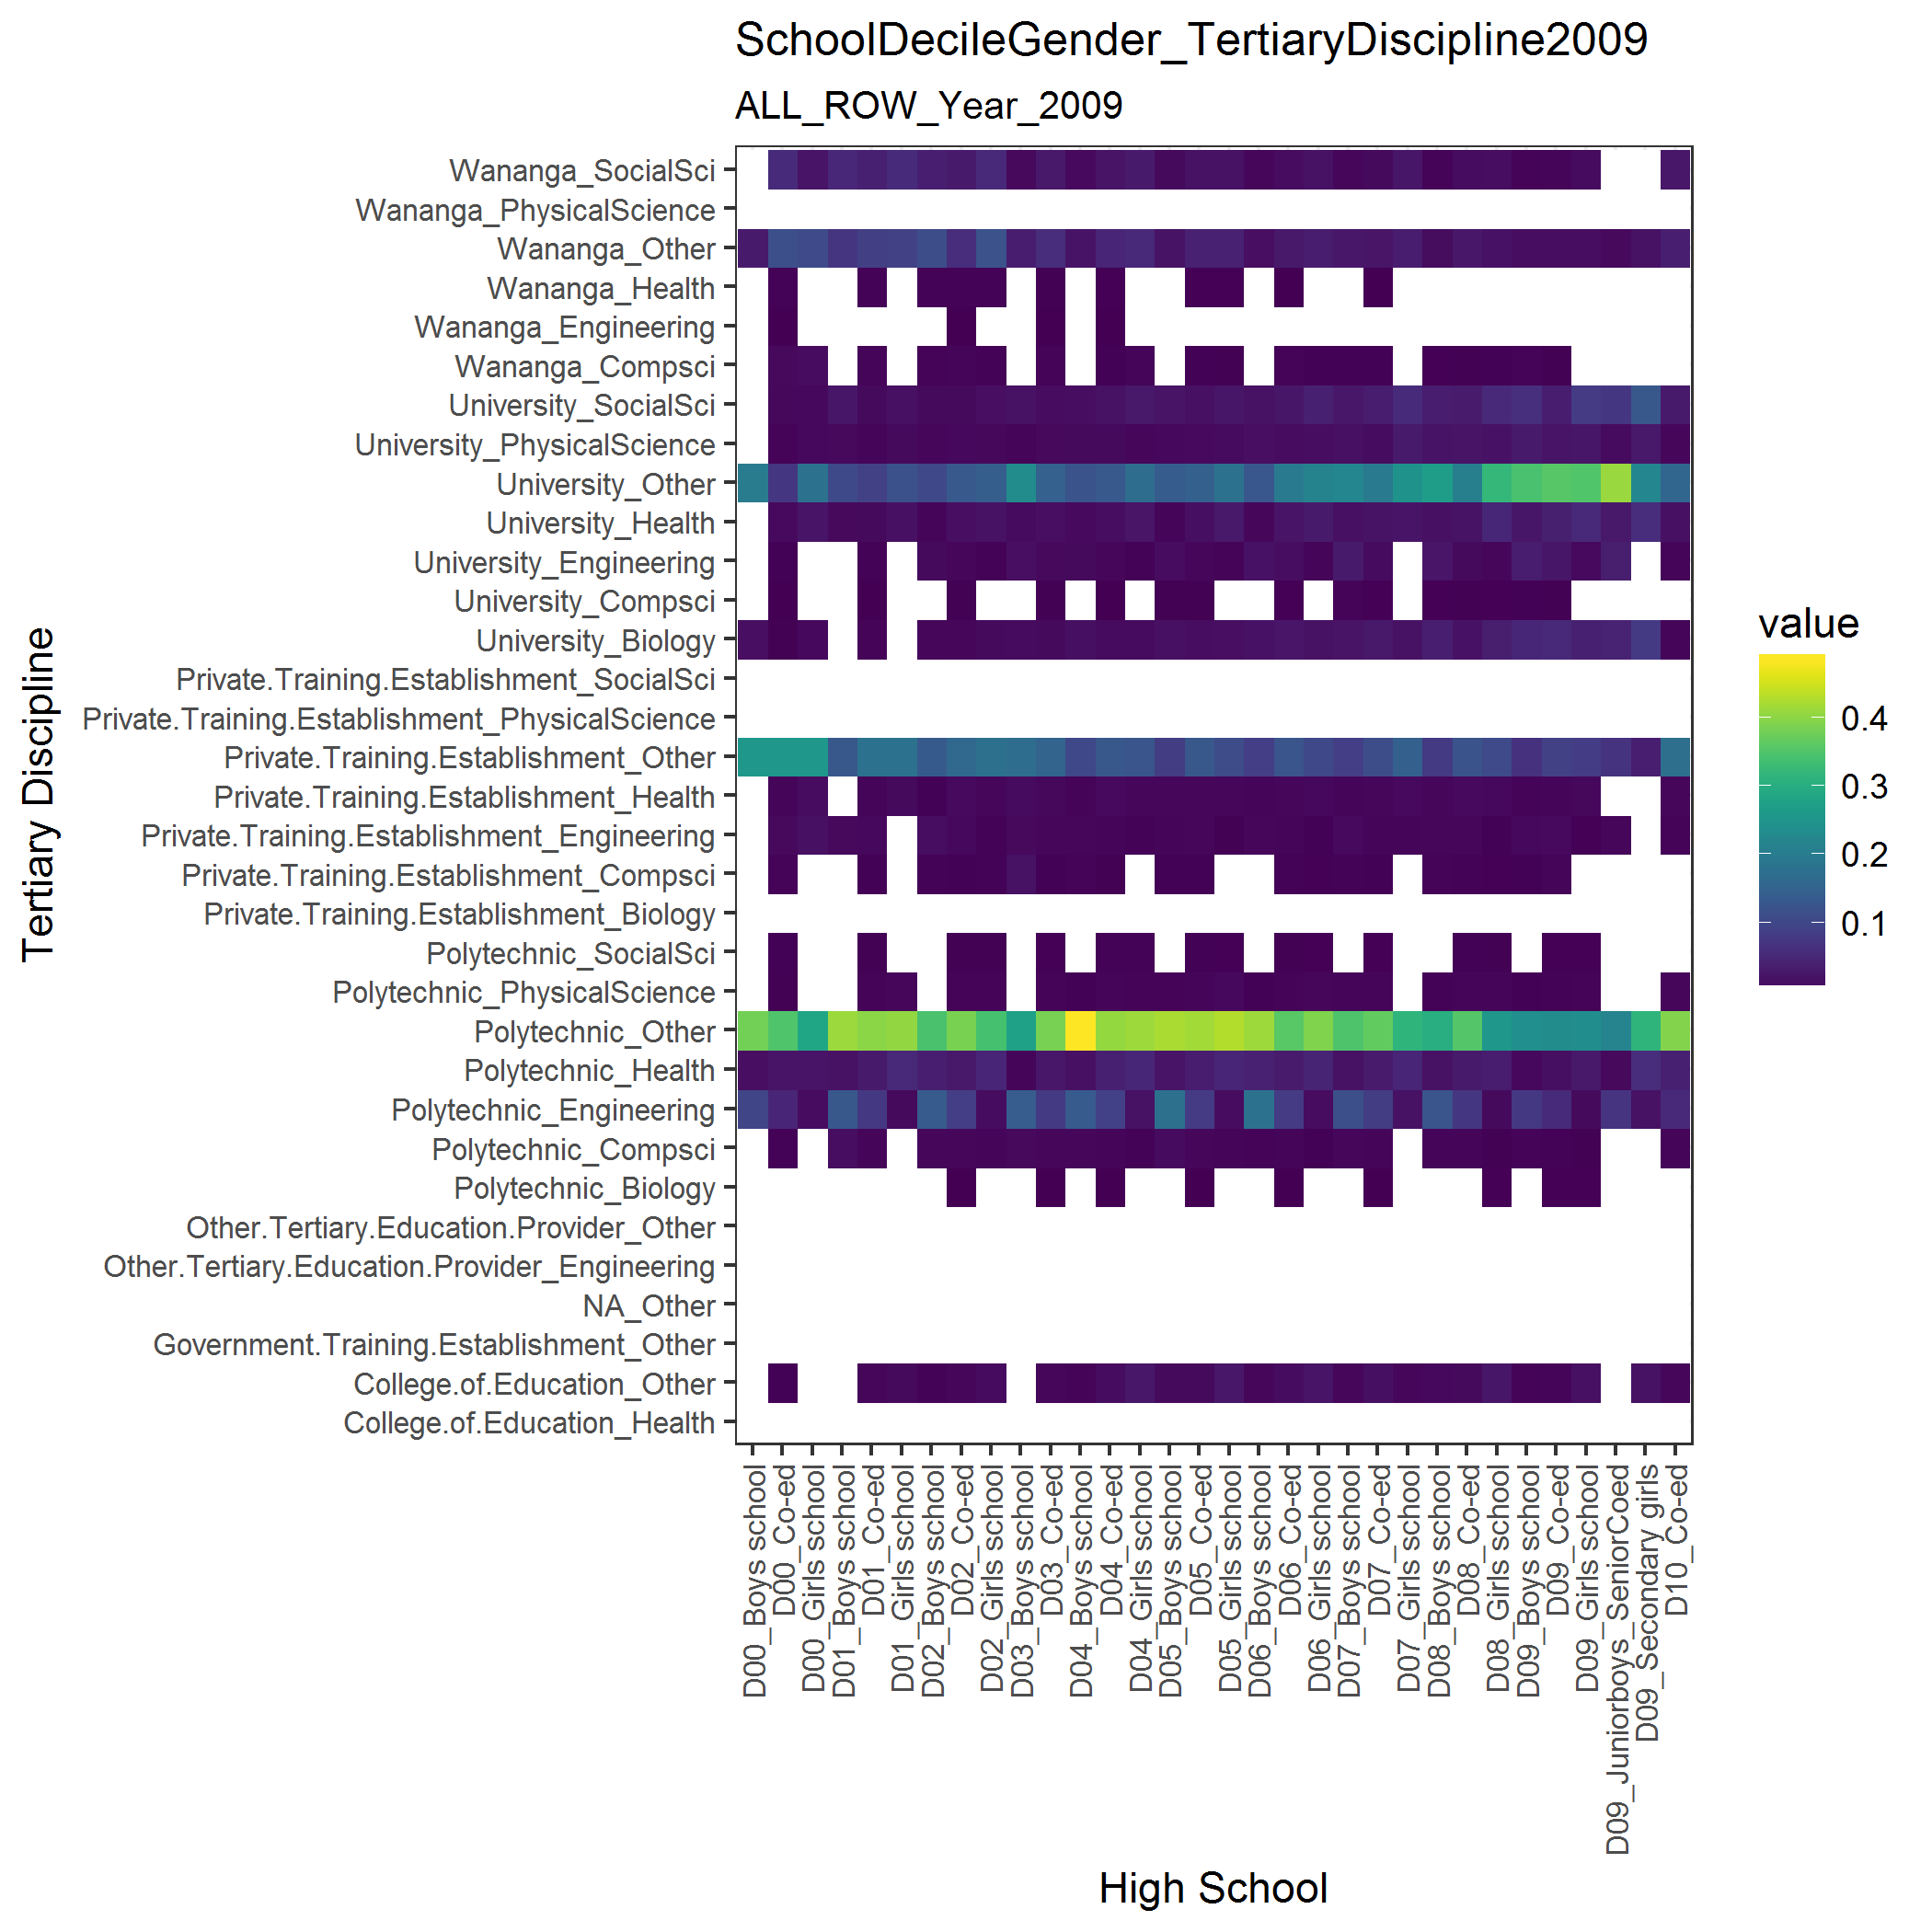 SchoolDecileGender_TertiaryDiscipline2009
ALL_ROW_Year_2009
Tertiary Discipline
Wananga_SocialSci
Wananga_PhysicalScience
Wananga_Other
Wananga_Health
Wananga_Engineering
Wananga_Compsci
University_SocialSci
University_PhysicalScience
University_Other
University_Health
University_Engineering
University_Compsci
University_Biology
Private.Training.Establishment_SocialSci
Private.Training.Establishment_PhysicalScience
Private.Training.Establishment_Other
Private.Training.Establishment_Health
Private.Training.Establishment_Engineering
Private.Training.Establishment_Compsci
Private.Training.Establishment_Biology
Polytechnic_SocialSci
Polytechnic_PhysicalScience
Polytechnic_Other
Polytechnic_Health
Polytechnic_Engineering
Polytechnic_Compsci
Polytechnic_Biology
Other.Tertiary.Education.Provider_Other
Other.Tertiary.Education.Provider_Engineering
NA_Other
Government.Training.Establishment_Other
College.of.Education_Other
College.of.Education_Health
D00_Boys school
D00_Co-ed
D00_Girls school
D01_Boys school
D01_Co-ed
D01_Girls school
D02_Boys school
D02_Co-ed
D02_Girls school
D03_Boys school
D03_Co-ed
D04_Boys school
D04_Co-ed
D04_Girls school
D05_Boys school
D05_Co-ed
D05_Girls school
D06_Boys school
D06_Co-ed
D06_Girls school
D07_Boys school
D07_Co-ed
D07_Girls school
D08_Boys school
D08_Co-ed
D08_Girls school
D09_Boys school
D09_Co-ed
D09_Girls school
D09_Juniorboys_SeniorCoed
D09_Secondary girls
D10_Co-ed
High School
value
0.4
0.3
0.2
0.1